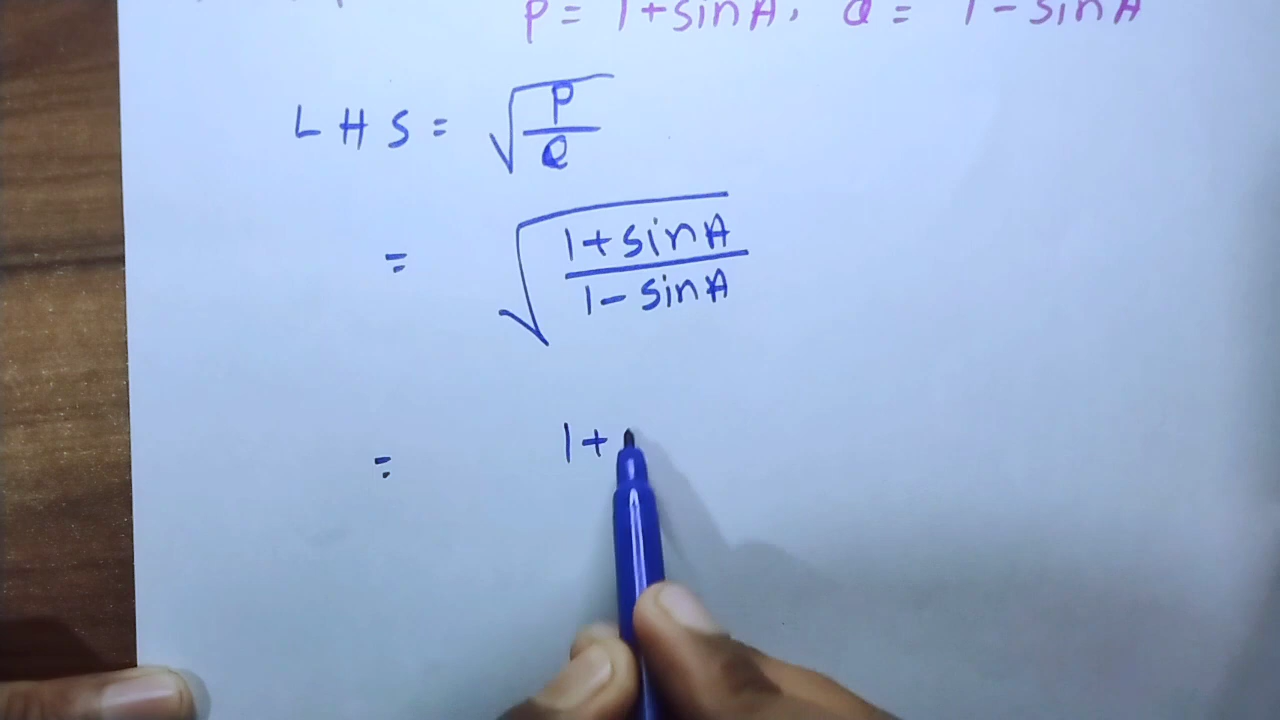 P = 1 + sinA, Q = 1 - sinA
LHS = √(P/Q)
= √((1 + sinA)/(1 - sinA))
= 1 +